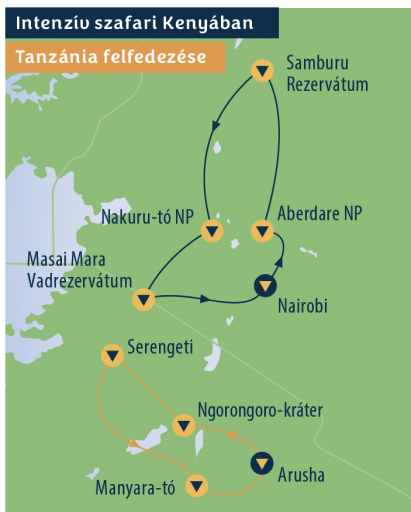 Intenzív szafari Kenyában
Tanzánia felfedezése
Samburu
Rezervátum
Nakuru-tó NP
Aberdare NP
Masai Mara
Vadrezervátum
Nairobi
Serengeti
Ngorongoro-kráter
Manyara-tó
Arusha